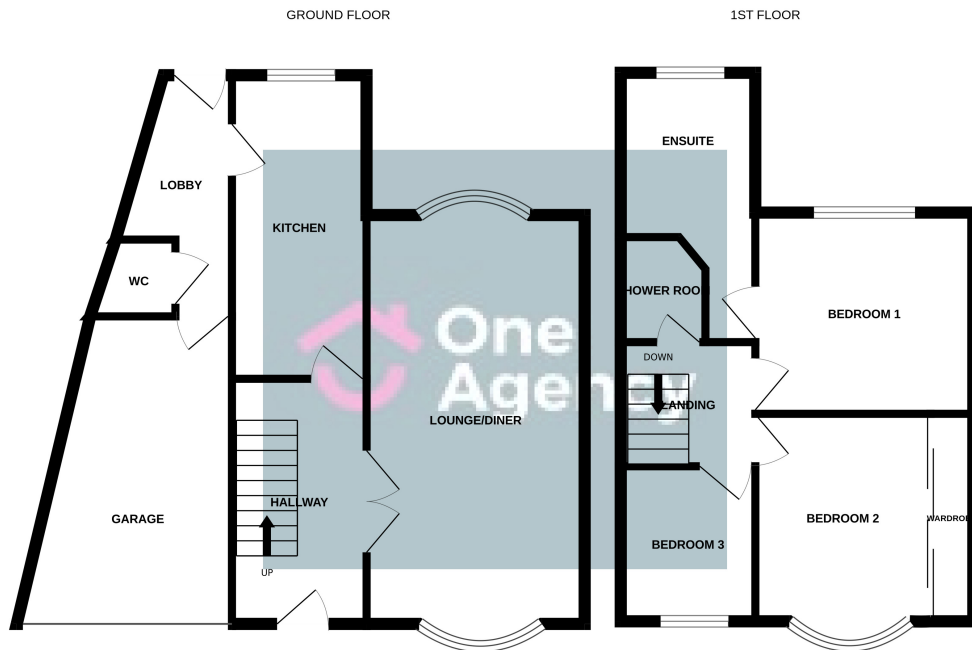 GROUND FLOOR
1ST FLOOR
ENSUITE
LOBBY
KITCHEN
WC
HOWER ROO
BEDROOM 1
One
Agency
DOWN
LANDING
LOUNGE/DINER
HALLWAY
GARAGE
BEDROOM 2
WARDROB
BEDROOM 3
UP